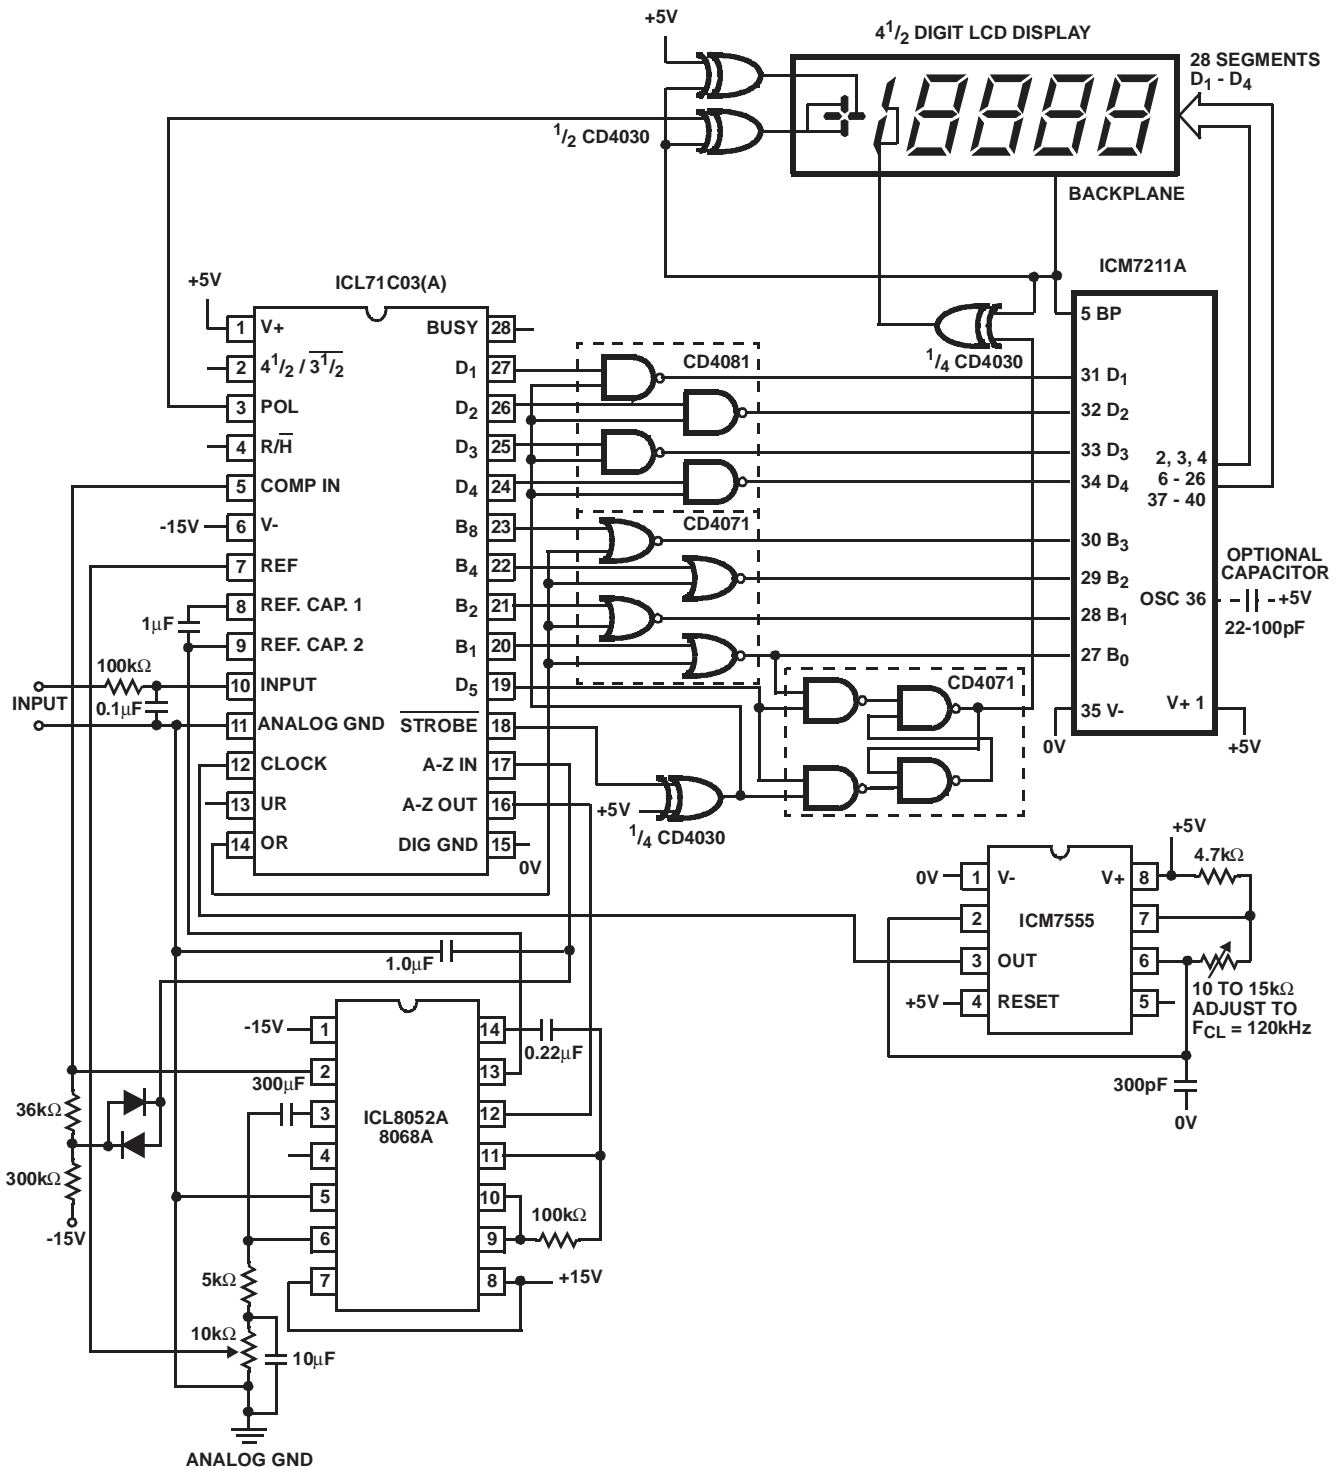 +5V
4 1/2 DIGIT LCD DISPLAY
28 SEGMENTS
D1 - D4
1/2 CD4030
BACKPLANE
ICL71C03(A)
+5V
1 V+
2 4 1/2 / 3 1/2
3 POL
4 R/H
5 COMP IN
-15V
6 V-
7 REF
8 REF. CAP. 1
1μF
9 REF. CAP. 2
100kΩ
10 INPUT
INPUT
0.1μF
11 ANALOG GND
12 CLOCK
13 UR
14 OR
BUSY 28
D1 27
D2 26
D3 25
D4 24
B8 23
B4 22
B2 21
B1 20
D5 19
STROBE 18
A-Z IN 17
A-Z OUT 16
DIG GND 15
0V
CD4081
CD4071
CD4071
+5V
1/4 CD4030
1/4 CD4030
ICM7211A
5 BP
31 D1
32 D2
33 D3
34 D4
2, 3, 4
6 - 26
37 - 40
30 B3
29 B2
28 B1
27 B0
OSC 36
OPTIONAL
CAPACITOR
+5V
22-100pF
35 V-
V+ 1
0V
+5V
+5V
4.7kΩ
0V
1 V-
V+ 8
2
ICM7555
7
3 OUT
6
+5V
4 RESET
5
10 TO 15kΩ
ADJUST TO
FCL = 120kHz
300pF
0V
1.0μF
-15V
1
14
0.22μF
2
13
300μF
3
ICL8052A
8068A
12
4
11
5
10
6
9
100kΩ
7
8
+15V
36kΩ
300kΩ
-15V
5kΩ
10kΩ
10μF
ANALOG GND